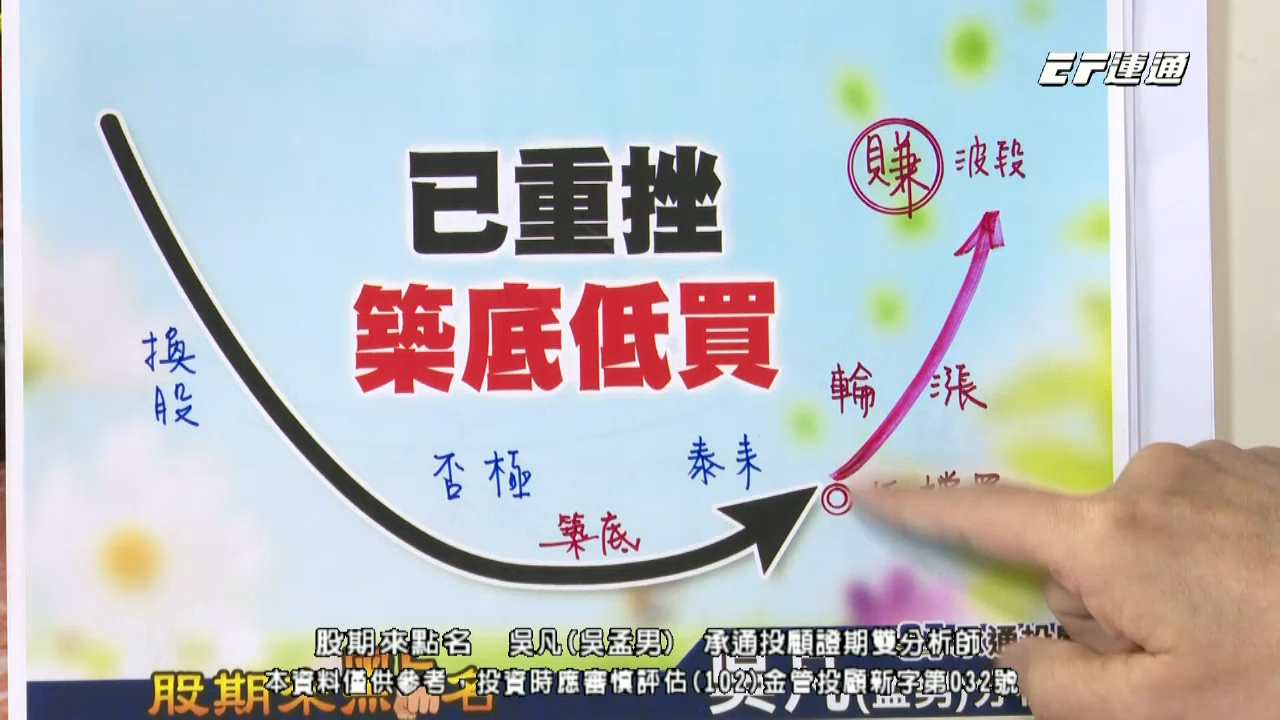 EF運通
已重挫
築底低買
賺 波段
換
股
輪 漲
否極 泰来
築底
股期來點名 吳凡(吳孟男) 承通投顧證期雙分析師
本資料僅供參考，投資時應審慎評估(102)金管投顧新字第032號
股期來點名